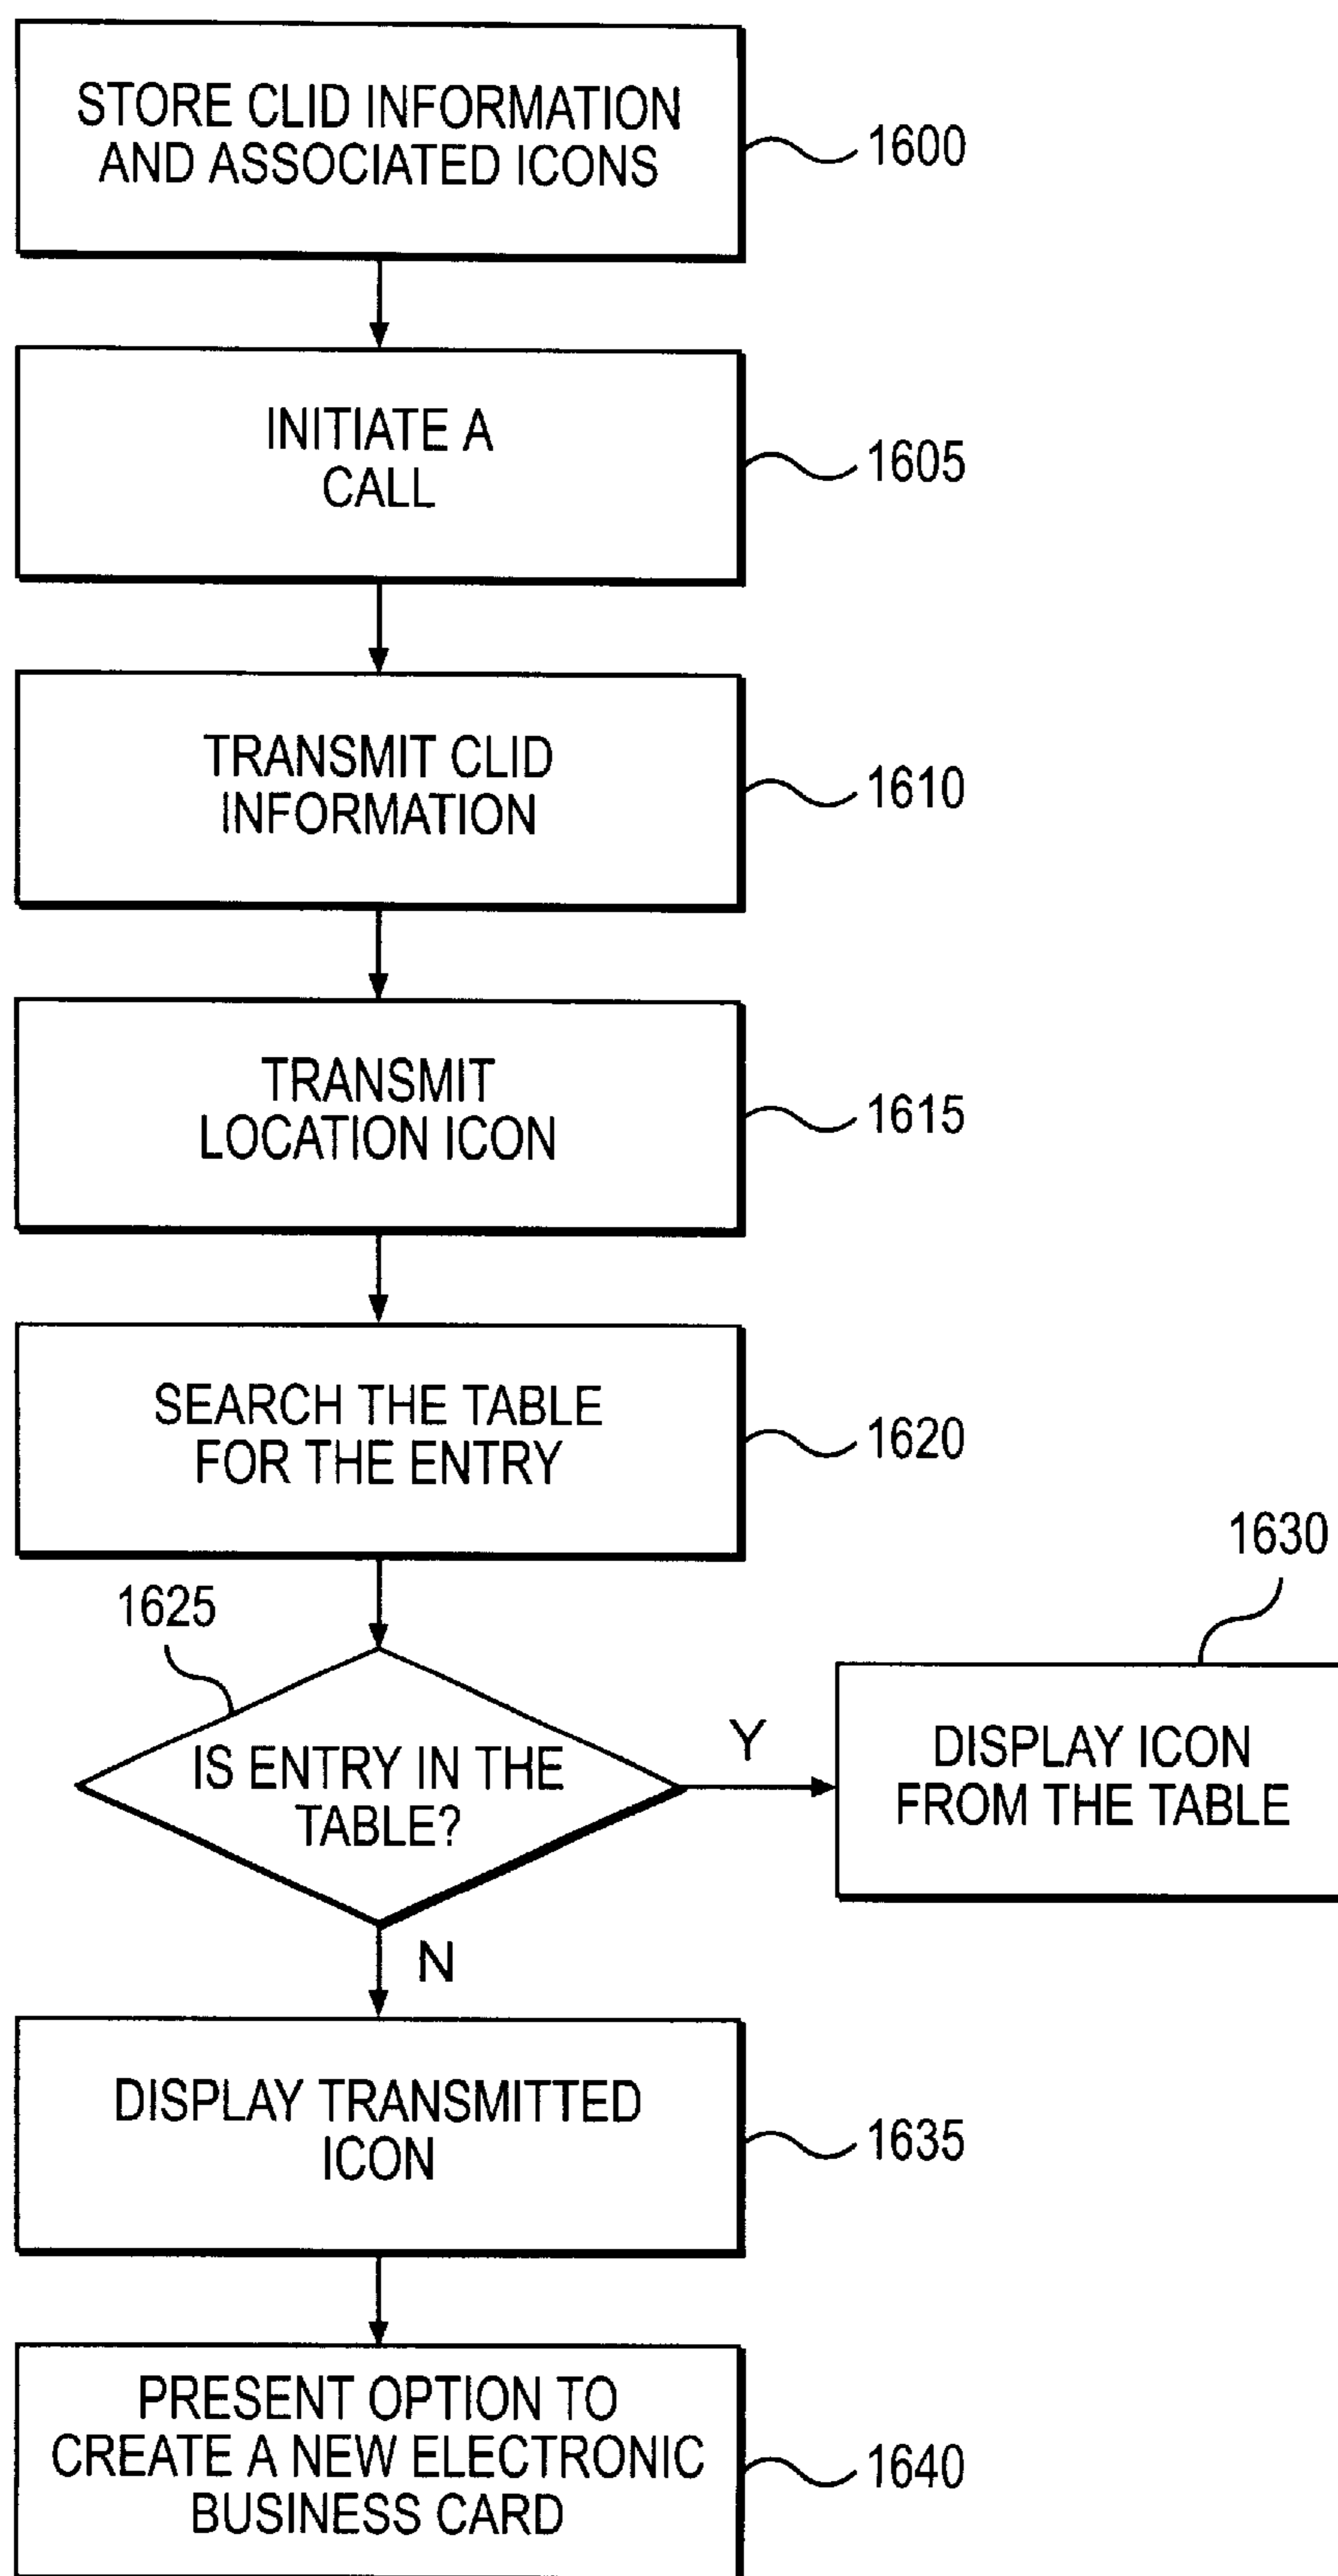 STORE CLID INFORMATION
AND ASSOCIATED ICONS
1600
INITIATE A
CALL
1605
TRANSMIT CLID
INFORMATION
1610
TRANSMIT
LOCATION ICON
1615
SEARCH THE TABLE
FOR THE ENTRY
1620
1625
IS ENTRY IN THE
TABLE?
Y
1630
DISPLAY ICON
FROM THE TABLE
N
DISPLAY TRANSMITTED
ICON
1635
PRESENT OPTION TO
CREATE A NEW ELECTRONIC
BUSINESS CARD
1640